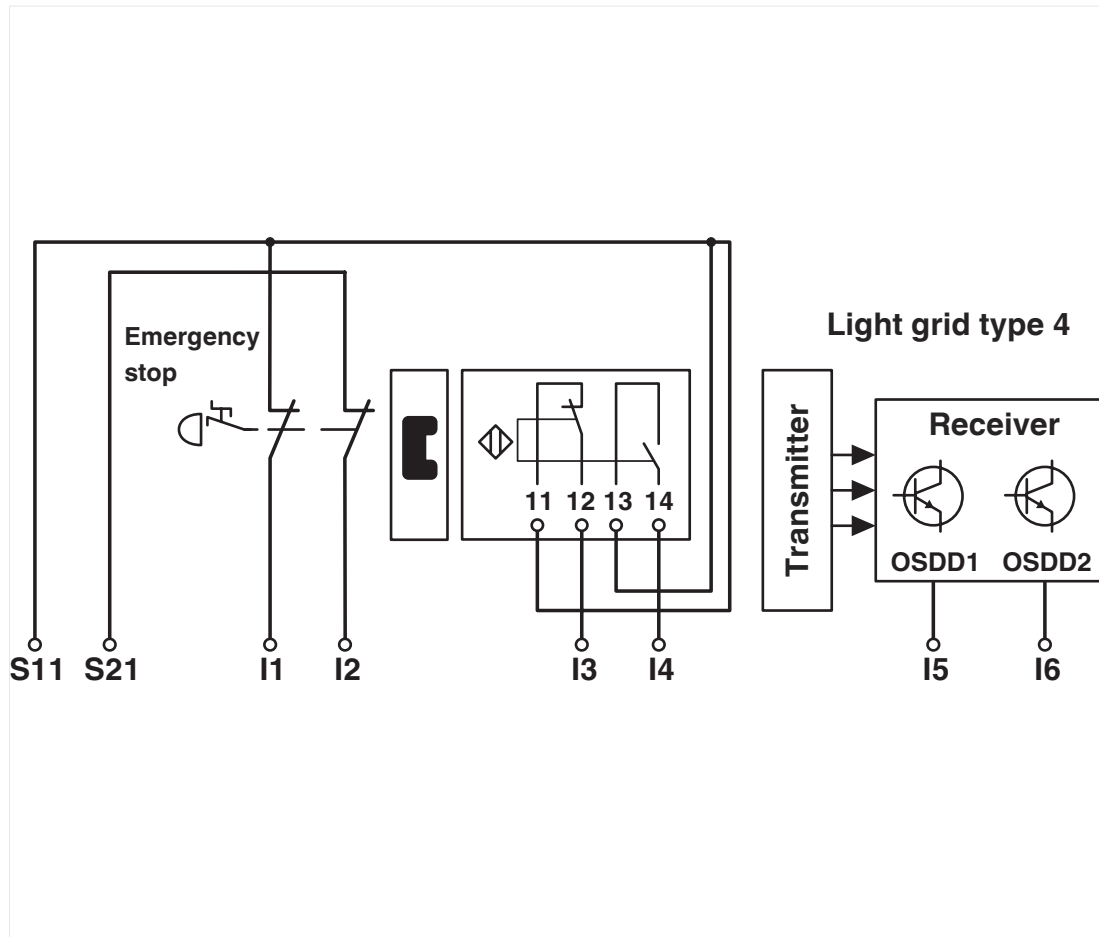 Emergency
stop
Light grid type 4
Transmitter
Receiver
11 12 13 14
OSDD1 OSDD2
S11 S21 I1 I2 I3 I4 I5 I6